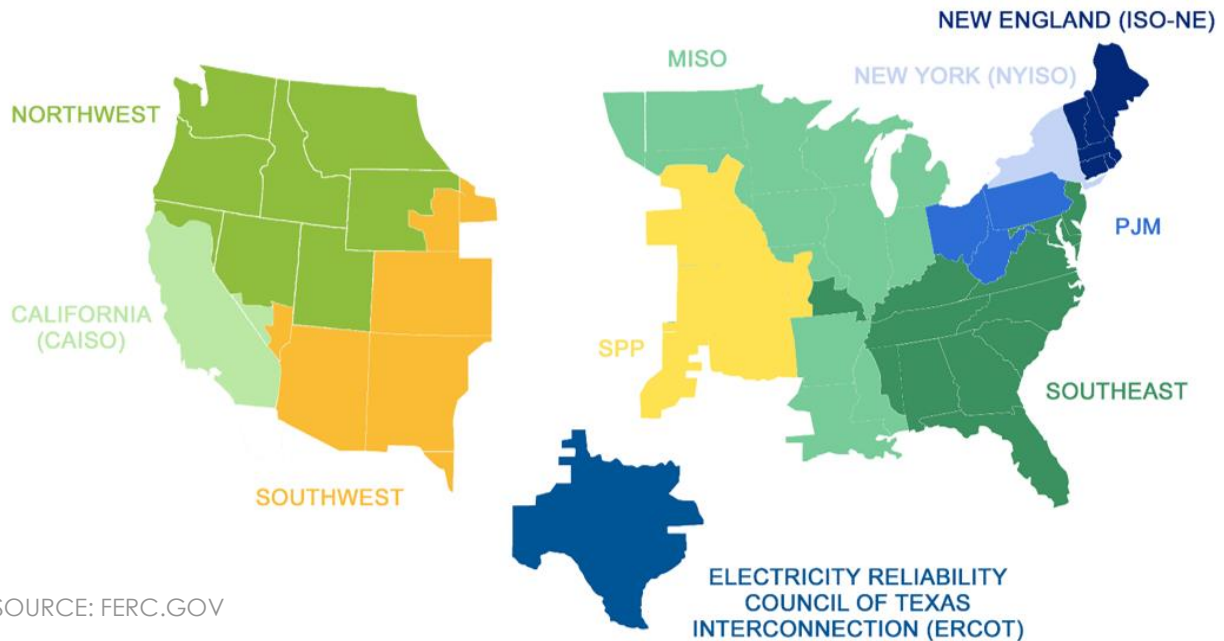 NEW ENGLAND (ISO-NE)
MISO
NEW YORK (NYISO)
NORTHWEST
PJM
CALIFORNIA
(CAISO)
SPP
SOUTHEAST
SOUTHWEST
ELECTRICITY RELIABILITY
COUNCIL OF TEXAS
INTERCONNECTION (ERCOT)
SOURCE: FERC.GOV